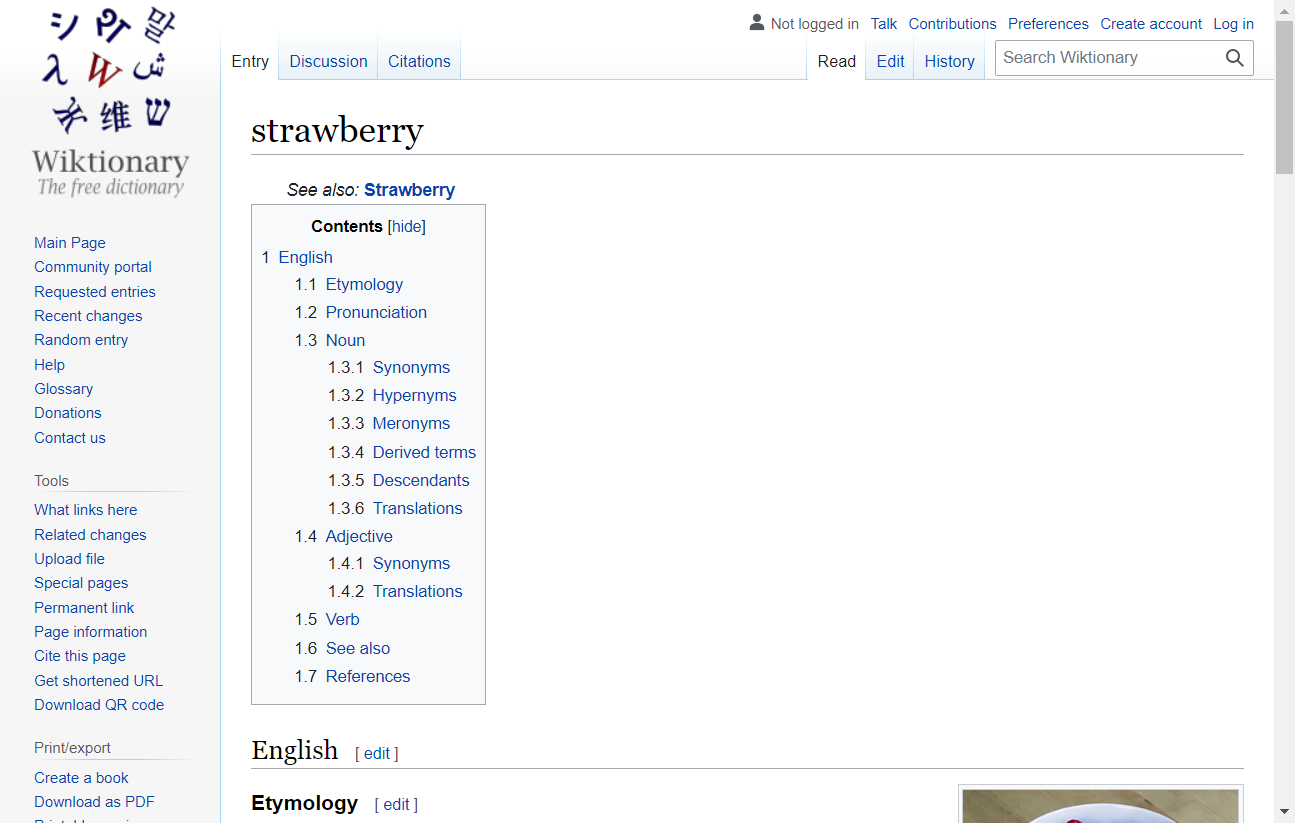 Not logged in Talk Contributions Preferences Create account Log in
Entry Discussion Citations Read Edit History Search Wiktionary
シ 말
λ W ش
维 ש
Wiktionary
The free dictionary
Main Page
Community portal
Requested entries
Recent changes
Random entry
Help
Glossary
Donations
Contact us
Tools
What links here
Related changes
Upload file
Special pages
Permanent link
Page information
Cite this page
Get shortened URL
Download QR code
Print/export
Create a book
Download as PDF
strawberry
See also: Strawberry
Contents [hide]
1 English
1.1 Etymology
1.2 Pronunciation
1.3 Noun
1.3.1 Synonyms
1.3.2 Hypernyms
1.3.3 Meronyms
1.3.4 Derived terms
1.3.5 Descendants
1.3.6 Translations
1.4 Adjective
1.4.1 Synonyms
1.4.2 Translations
1.5 Verb
1.6 See also
1.7 References
English [ edit ]
Etymology [ edit ]